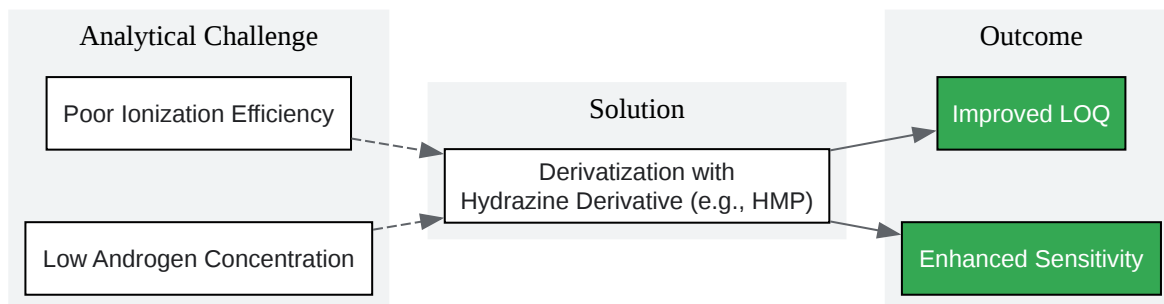 Analytical Challenge
Poor Ionization Efficiency
Low Androgen Concentration
Solution
Derivatization with
Hydrazine Derivative (e.g., HMP)
Outcome
Improved LOQ
Enhanced Sensitivity